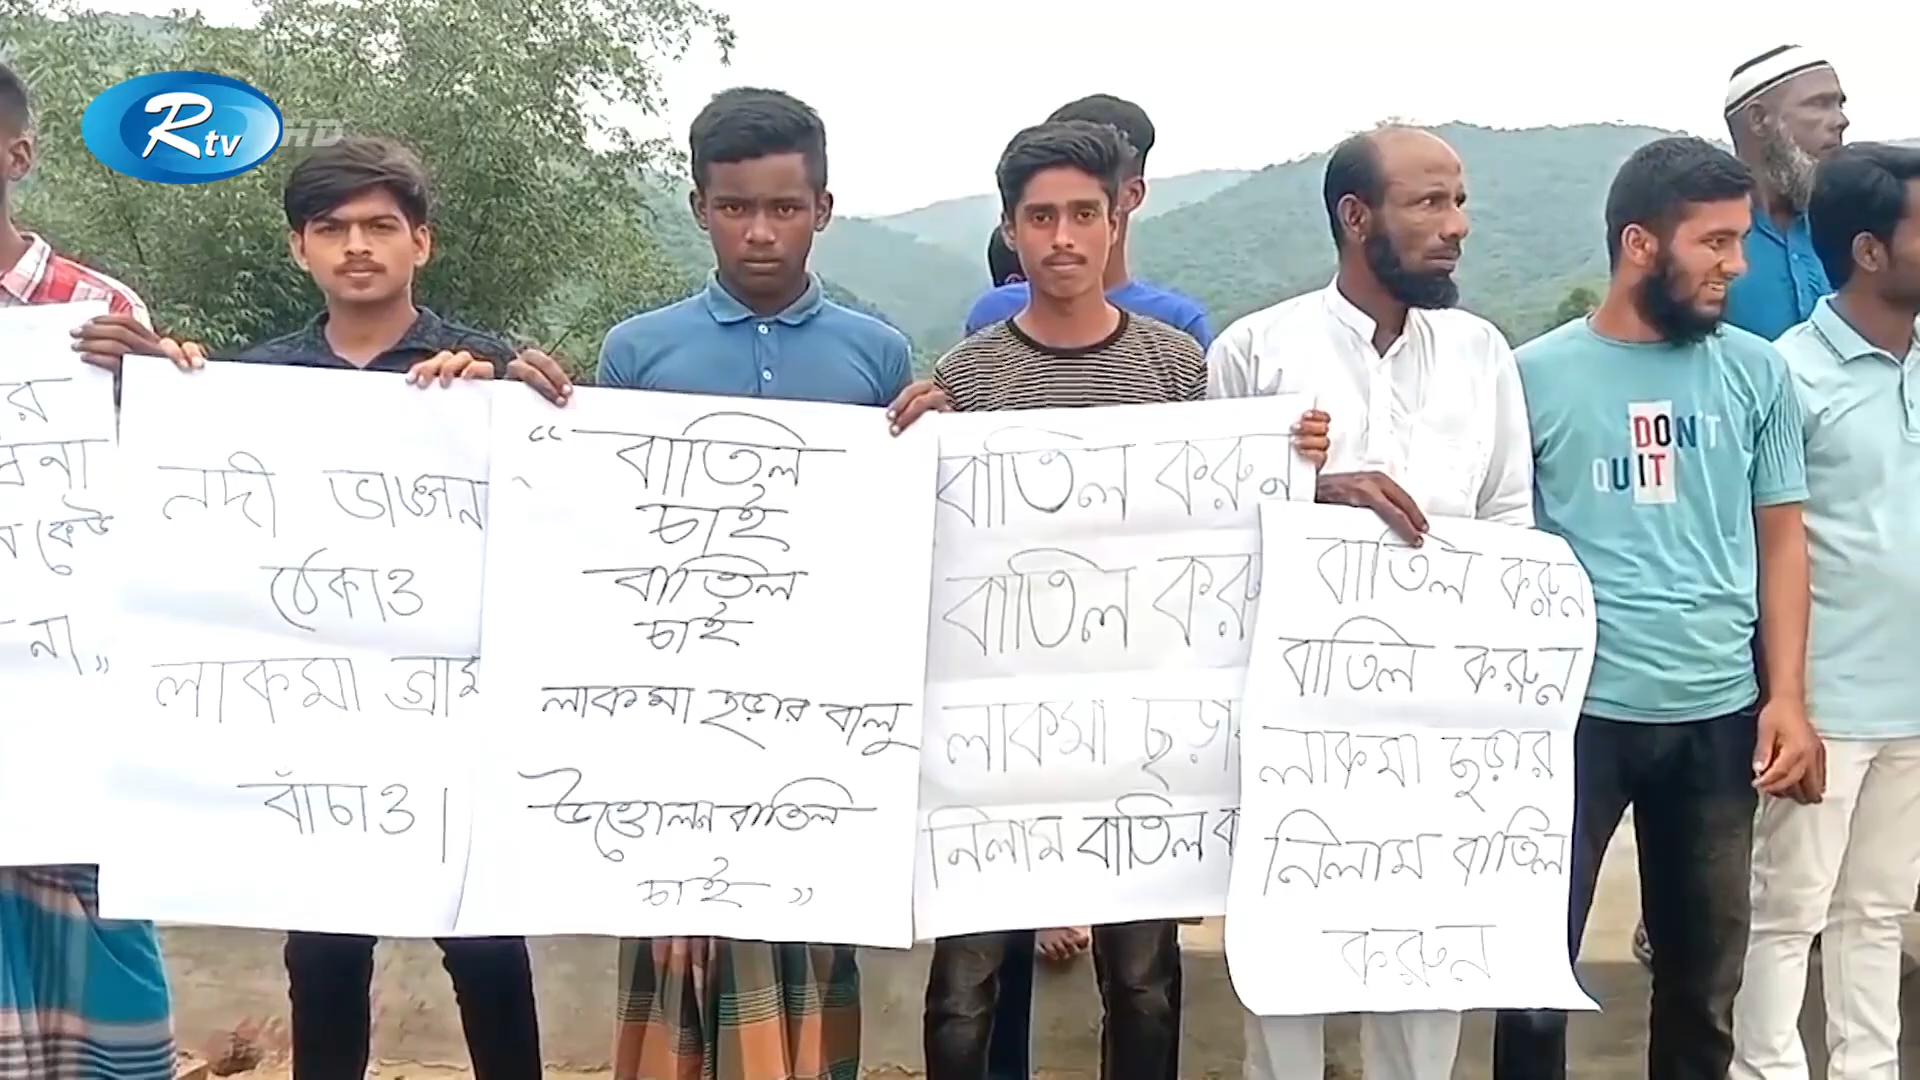 Rtv HD
র
কেউ
না,"
নদী ভাঙ্গন
ঠেকাও
লাকমা গ্রাম
বাঁচাও।
" বাতিল
চাই
বাতিল
চাই
লাকমা ছড়ার বালু
উত্তোলন বাতিল
চাই "
বাতিল করুন
বাতিল করু
লাকমা ছড়া
নিলাম বাতিল ক
বাতিল করুন
বাতিল করুন
লাকমা ছড়ার
নিলাম বাতিল
করুন
DON'T
QUIT